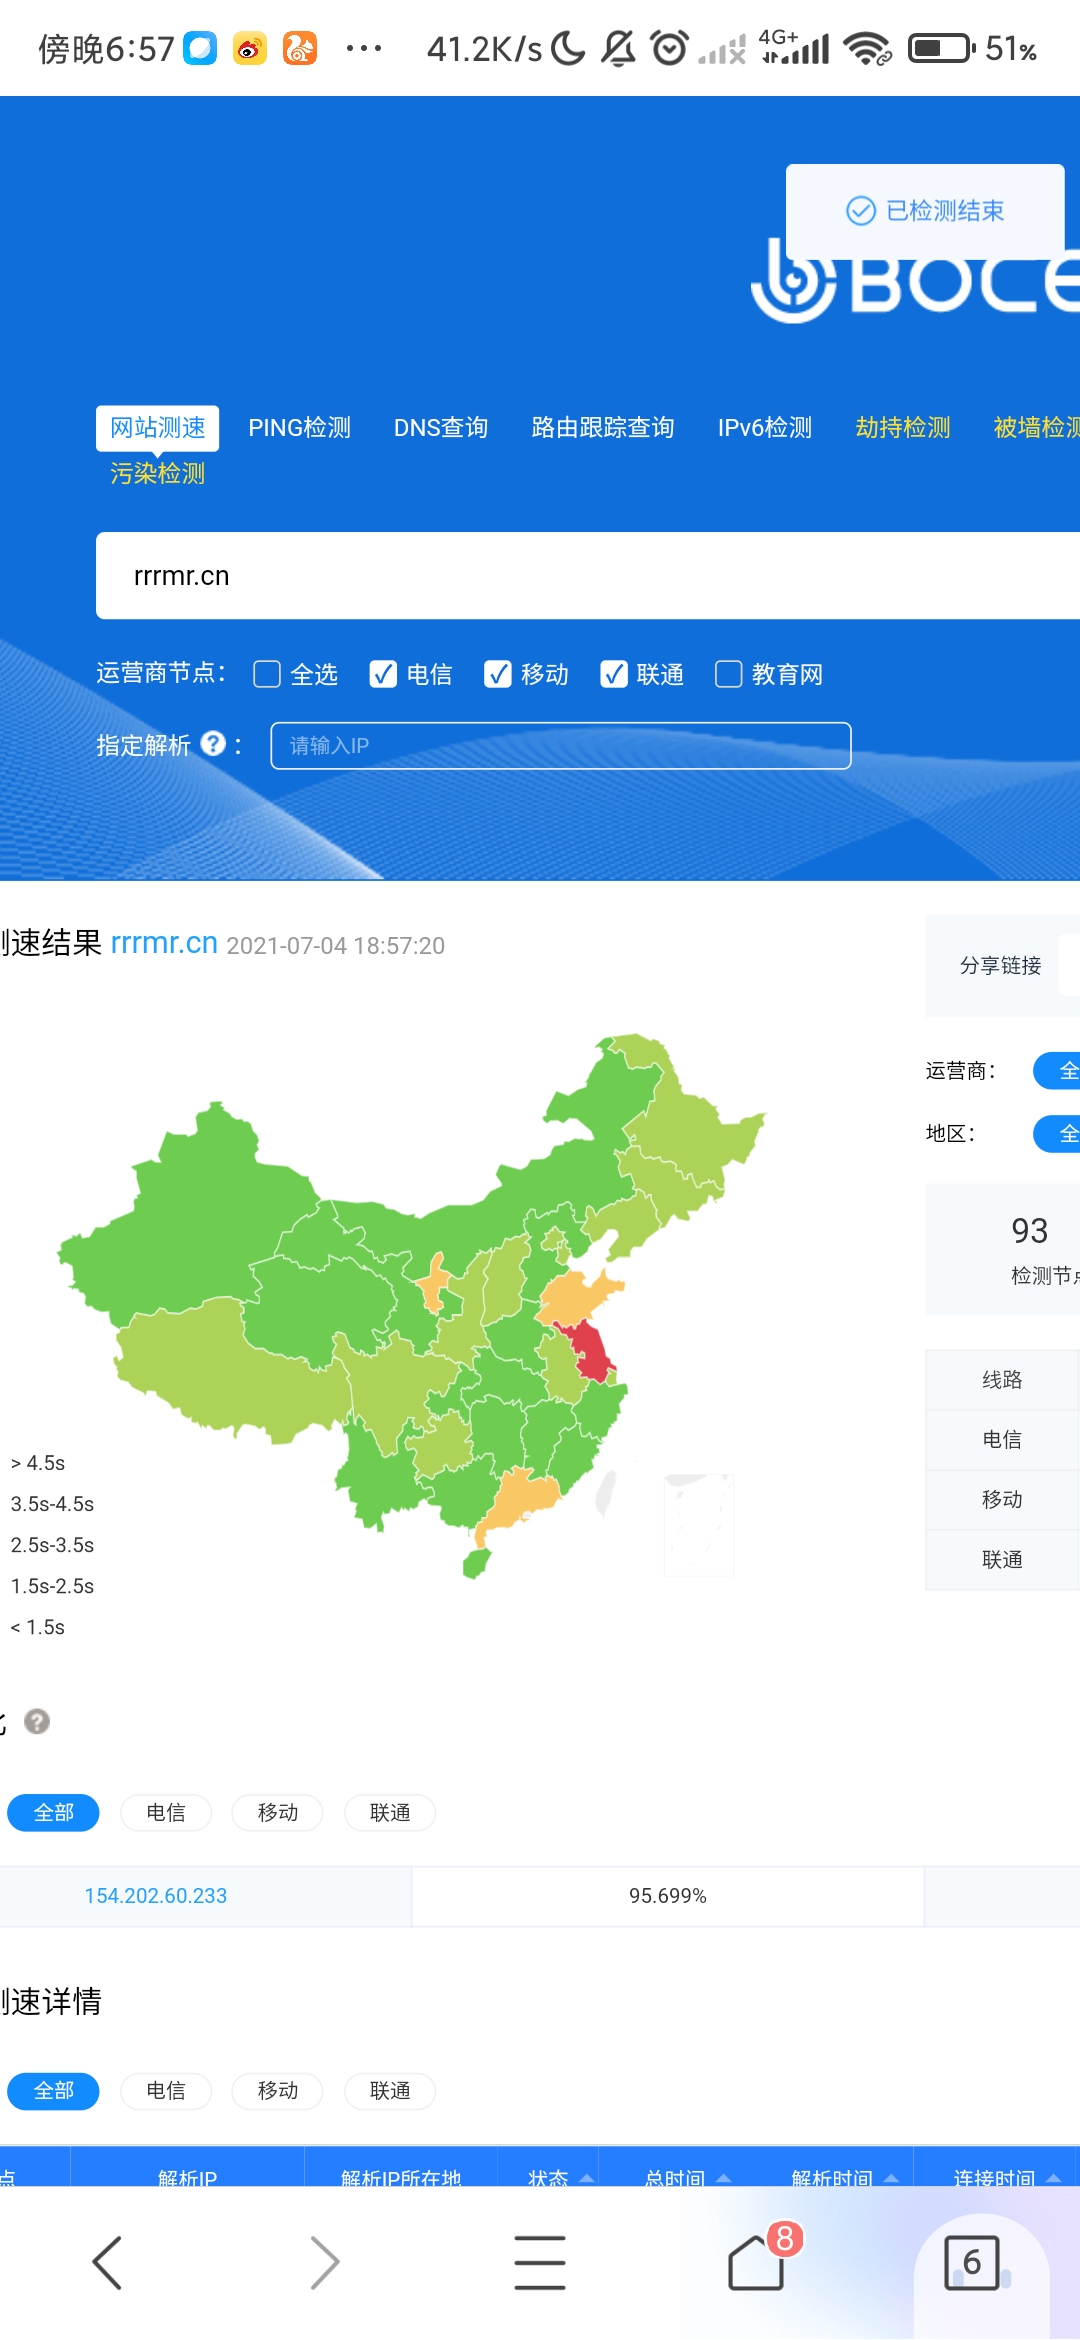 傍晚6:57 ··· 41.2K/s 4G+ 51%
已检测结束
BOCE
网站测速 PING检测 DNS查询 路由跟踪查询 IPv6检测 劫持检测 被墙检测
污染检测
rrrmr.cn
运营商节点： 全选 电信 移动 联通 教育网
指定解析 ? ： 请输入IP
测速结果 rrrmr.cn 2021-07-04 18:57:20
分享链接
运营商： 全
地区： 全
93
检测节点
线路
电信
移动
联通
> 4.5s
3.5s-4.5s
2.5s-3.5s
1.5s-2.5s
< 1.5s
?
全部 电信 移动 联通
154.202.60.233 95.699%
测速详情
全部 电信 移动 联通
点 解析IP 解析IP所在地 状态 总时间 解析时间 连接时间
8
6